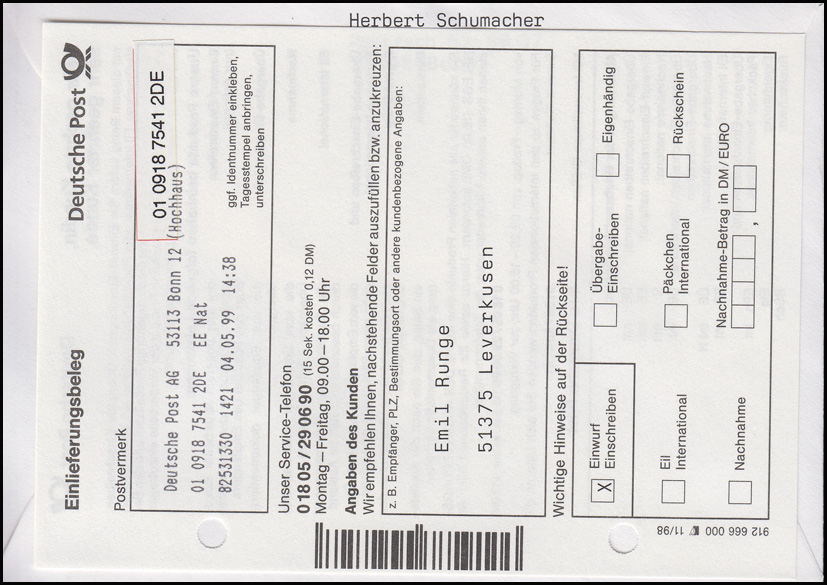 Herbert Schumacher
Einlieferungsbeleg
Deutsche Post
Postvermerk
01 0918 7541 2DE
Deutsche Post AG 53113 Bonn 12 (Hochhaus)
01 0918 7541 2DE EE Nat
82531330 1421 04.05.99 14:38
ggf. Identnummer einkleben,
Tagesstempel anbringen,
unterschreiben
Unser Service-Telefon
0 18 05 / 29 06 90 (15 Sek. kosten 0,12 DM)
Montag – Freitag, 09.00 – 18.00 Uhr
Angaben des Kunden
Wir empfehlen Ihnen, nachstehende Felder auszufüllen bzw. anzukreuzen:
z. B. Empfänger, PLZ, Bestimmungsort oder andere kundenbezogene Angaben:
Emil Runge
51375 Leverkusen
Wichtige Hinweise auf der Rückseite!
X Einwurf
Einschreiben
Übergabe-
Einschreiben
Eigenhändig
Eil
International
Päckchen
International
Rückschein
Nachnahme
Nachnahme-Betrag in DM / EURO
,
912 666 000 11/98